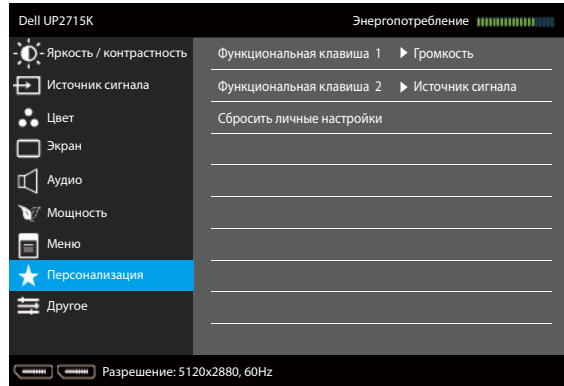 Dell UP2715K Энергопотребление
Яркость / контрастность
Источник сигнала
Цвет
Экран
Аудио
Мощность
Меню
Персонализация
Другое
Функциональная клавиша 1 Громкость
Функциональная клавиша 2 Источник сигнала
Сбросить личные настройки
Разрешение: 5120x2880, 60Hz